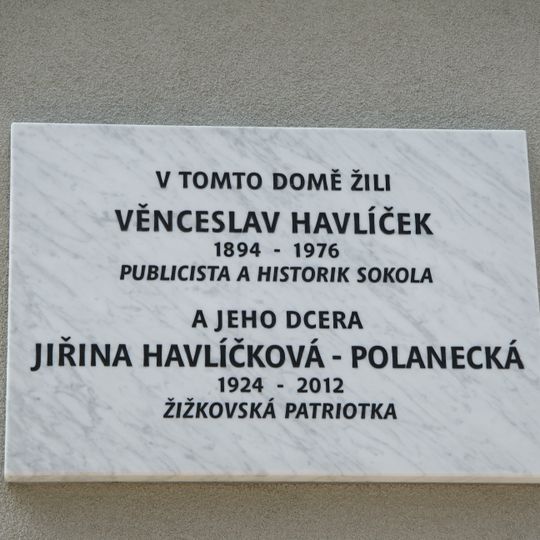 V TOMTO DOMĚ ŽILI
VĚNCESLAV HAVLÍČEK
1894 - 1976
PUBLICISTA A HISTORIK SOKOLA
A JEHO DCERA
JIŘINA HAVLÍČKOVÁ - POLANECKÁ
1924 - 2012
ŽIŽKOVSKÁ PATRIOTKA